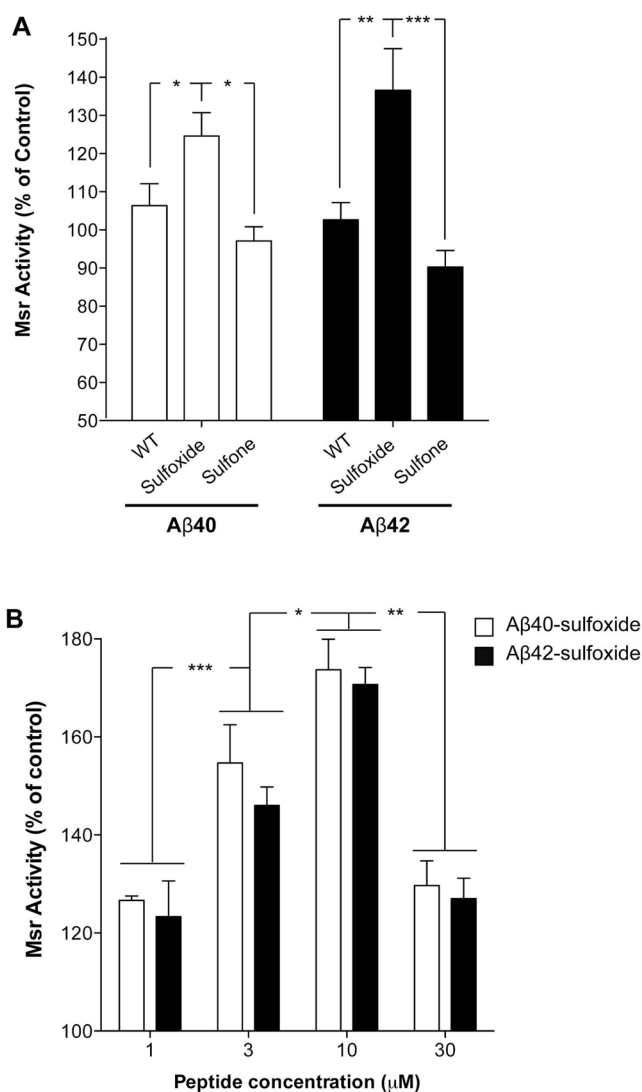 A
Msr Activity (% of Control)
150
140
130
120
110
100
90
80
70
60
50
* *
** ***
WT
Sulfoxide
Sulfone
WT
Sulfoxide
Sulfone
Aβ40
Aβ42
B
Msr Activity (% of control)
180
160
140
120
100
***
* **
Aβ40-sulfoxide
Aβ42-sulfoxide
1 3 10 30
Peptide concentration (μM)